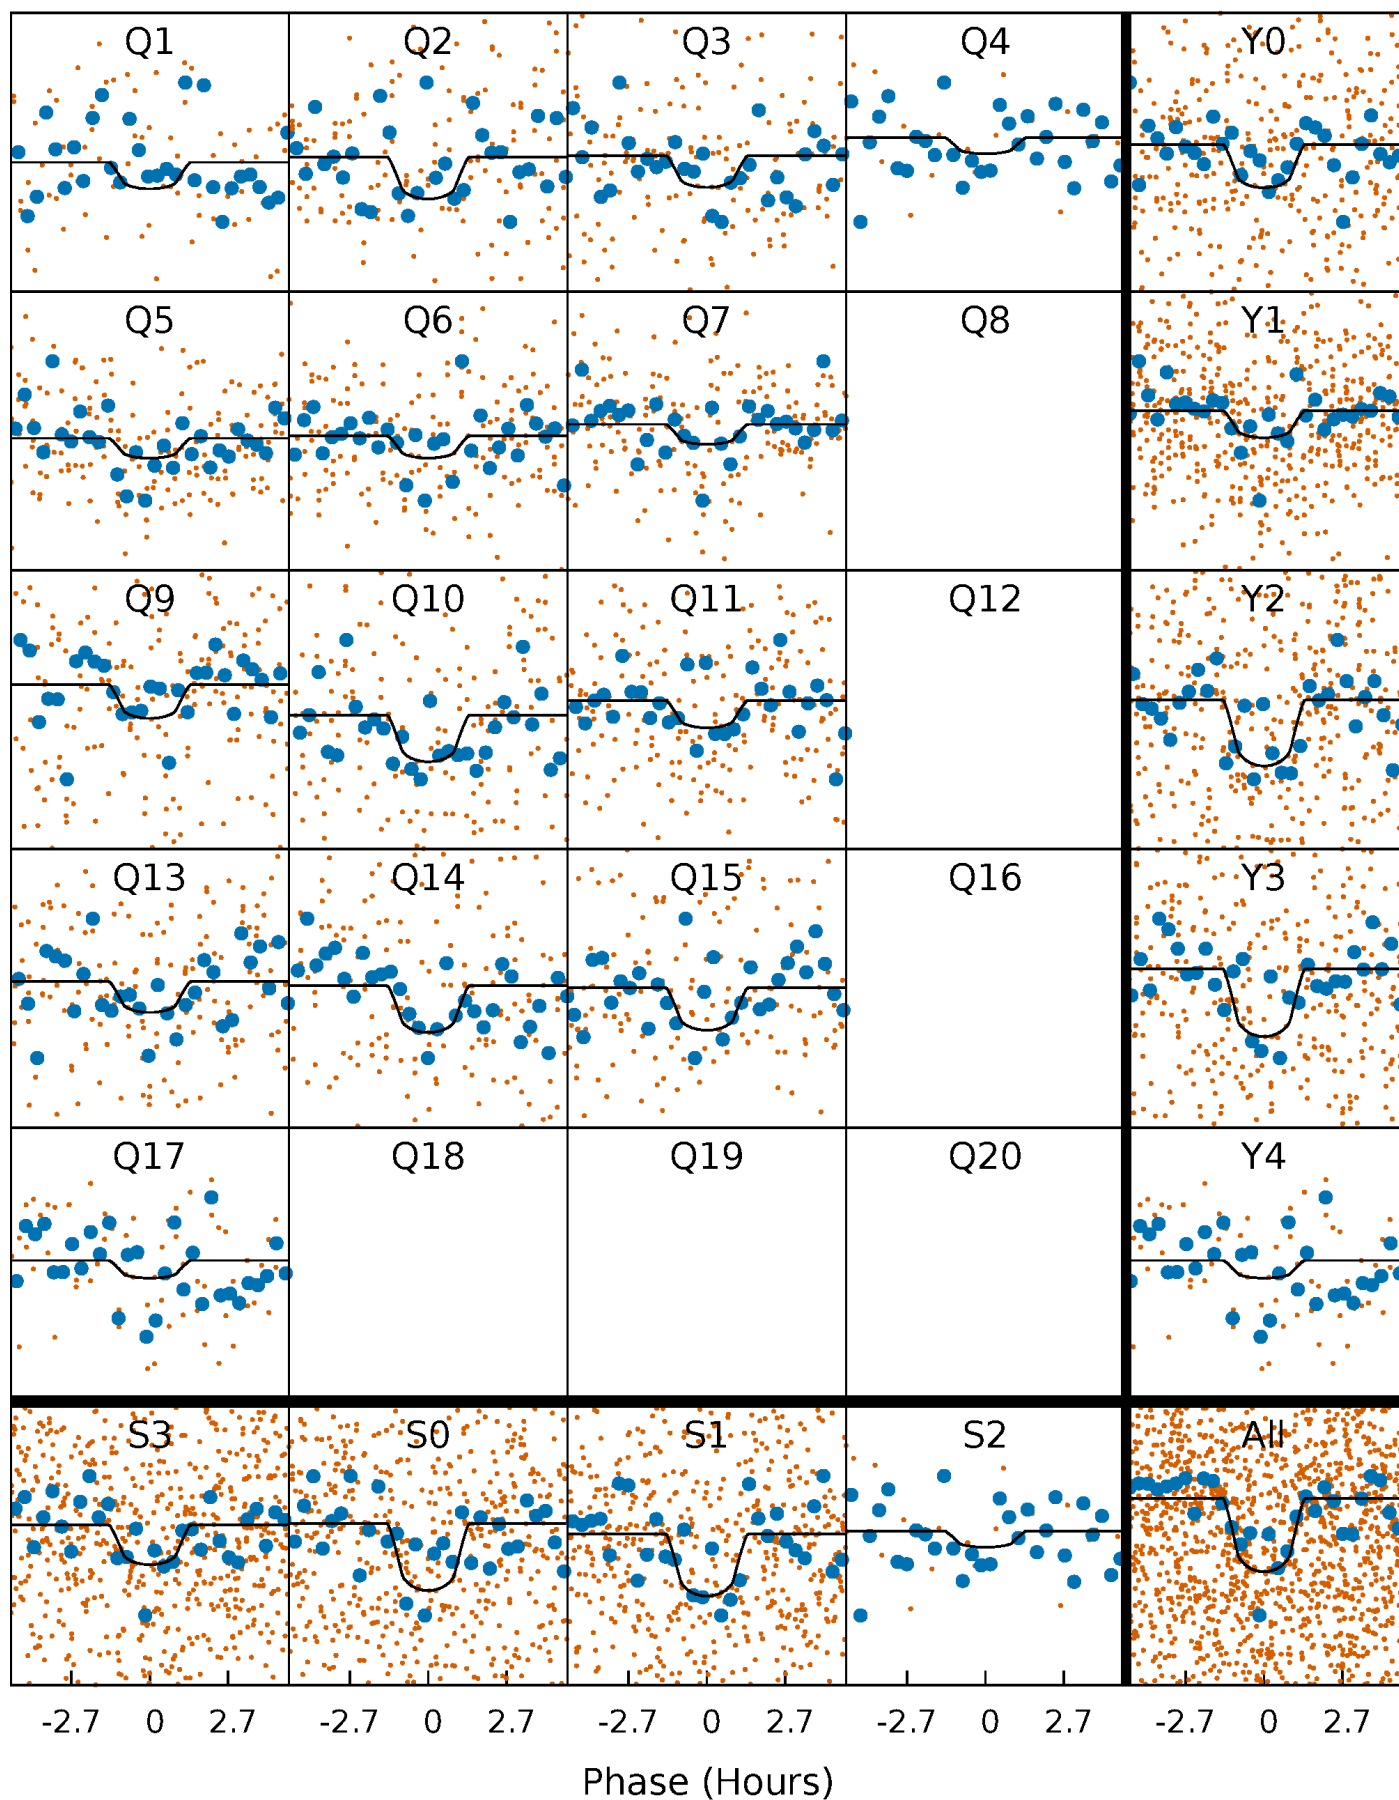 Q1 Q2 Q3 Q4 Y0
Q5 Q6 Q7 Q8 Y1
Q9 Q10 Q11 Q12 Y2
Q13 Q14 Q15 Q16 Y3
Q17 Q18 Q19 Q20 Y4
S3 S0 S1 S2 All
-2.7 0 2.7 -2.7 0 2.7 -2.7 0 2.7 -2.7 0 2.7 -2.7 0 2.7
Phase (Hours)